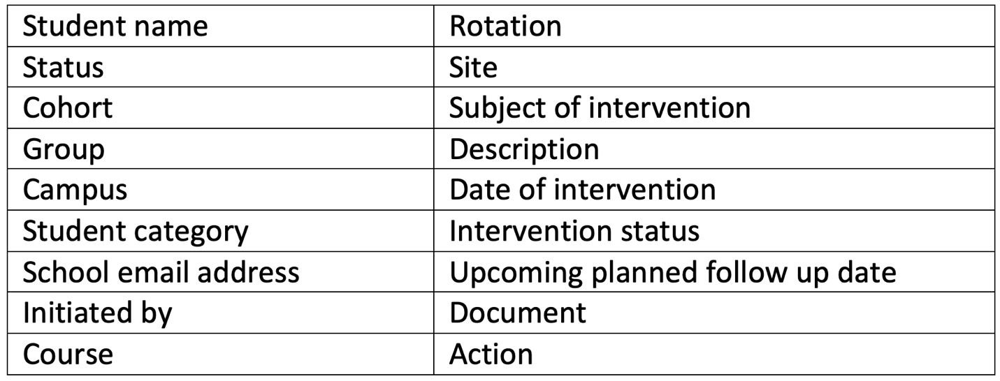 Student name Rotation
Status Site
Cohort Subject of intervention
Group Description
Campus Date of intervention
Student category Intervention status
School email address Upcoming planned follow up date
Initiated by Document
Course Action